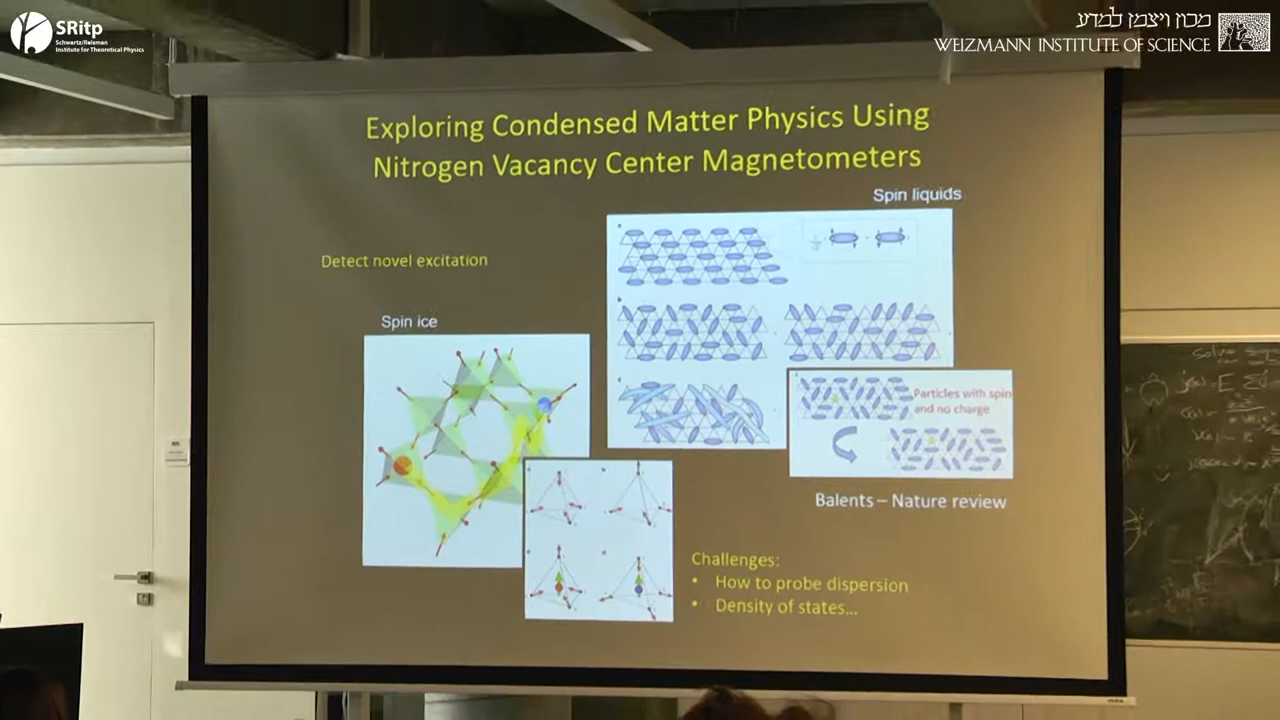 SRitp
Schwartz/Reisman
Institute for Theoretical Physics
מכון ויצמן למדע
WEIZMANN INSTITUTE OF SCIENCE
Exploring Condensed Matter Physics Using
Nitrogen Vacancy Center Magnetometers
Spin liquids
Detect novel excitation
Spin ice
Particles with spin
and no charge
Balents – Nature review
Challenges:
• How to probe dispersion
• Density of states...